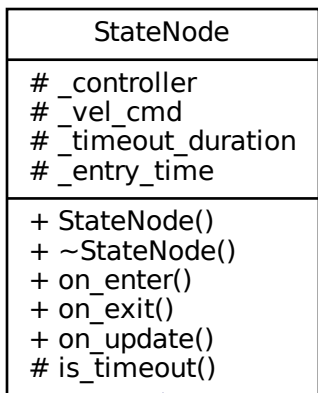 StateNode
# _controller
# _vel_cmd
# _timeout_duration
# _entry_time
+ StateNode()
+ ~StateNode()
+ on_enter()
+ on_exit()
+ on_update()
# is_timeout()